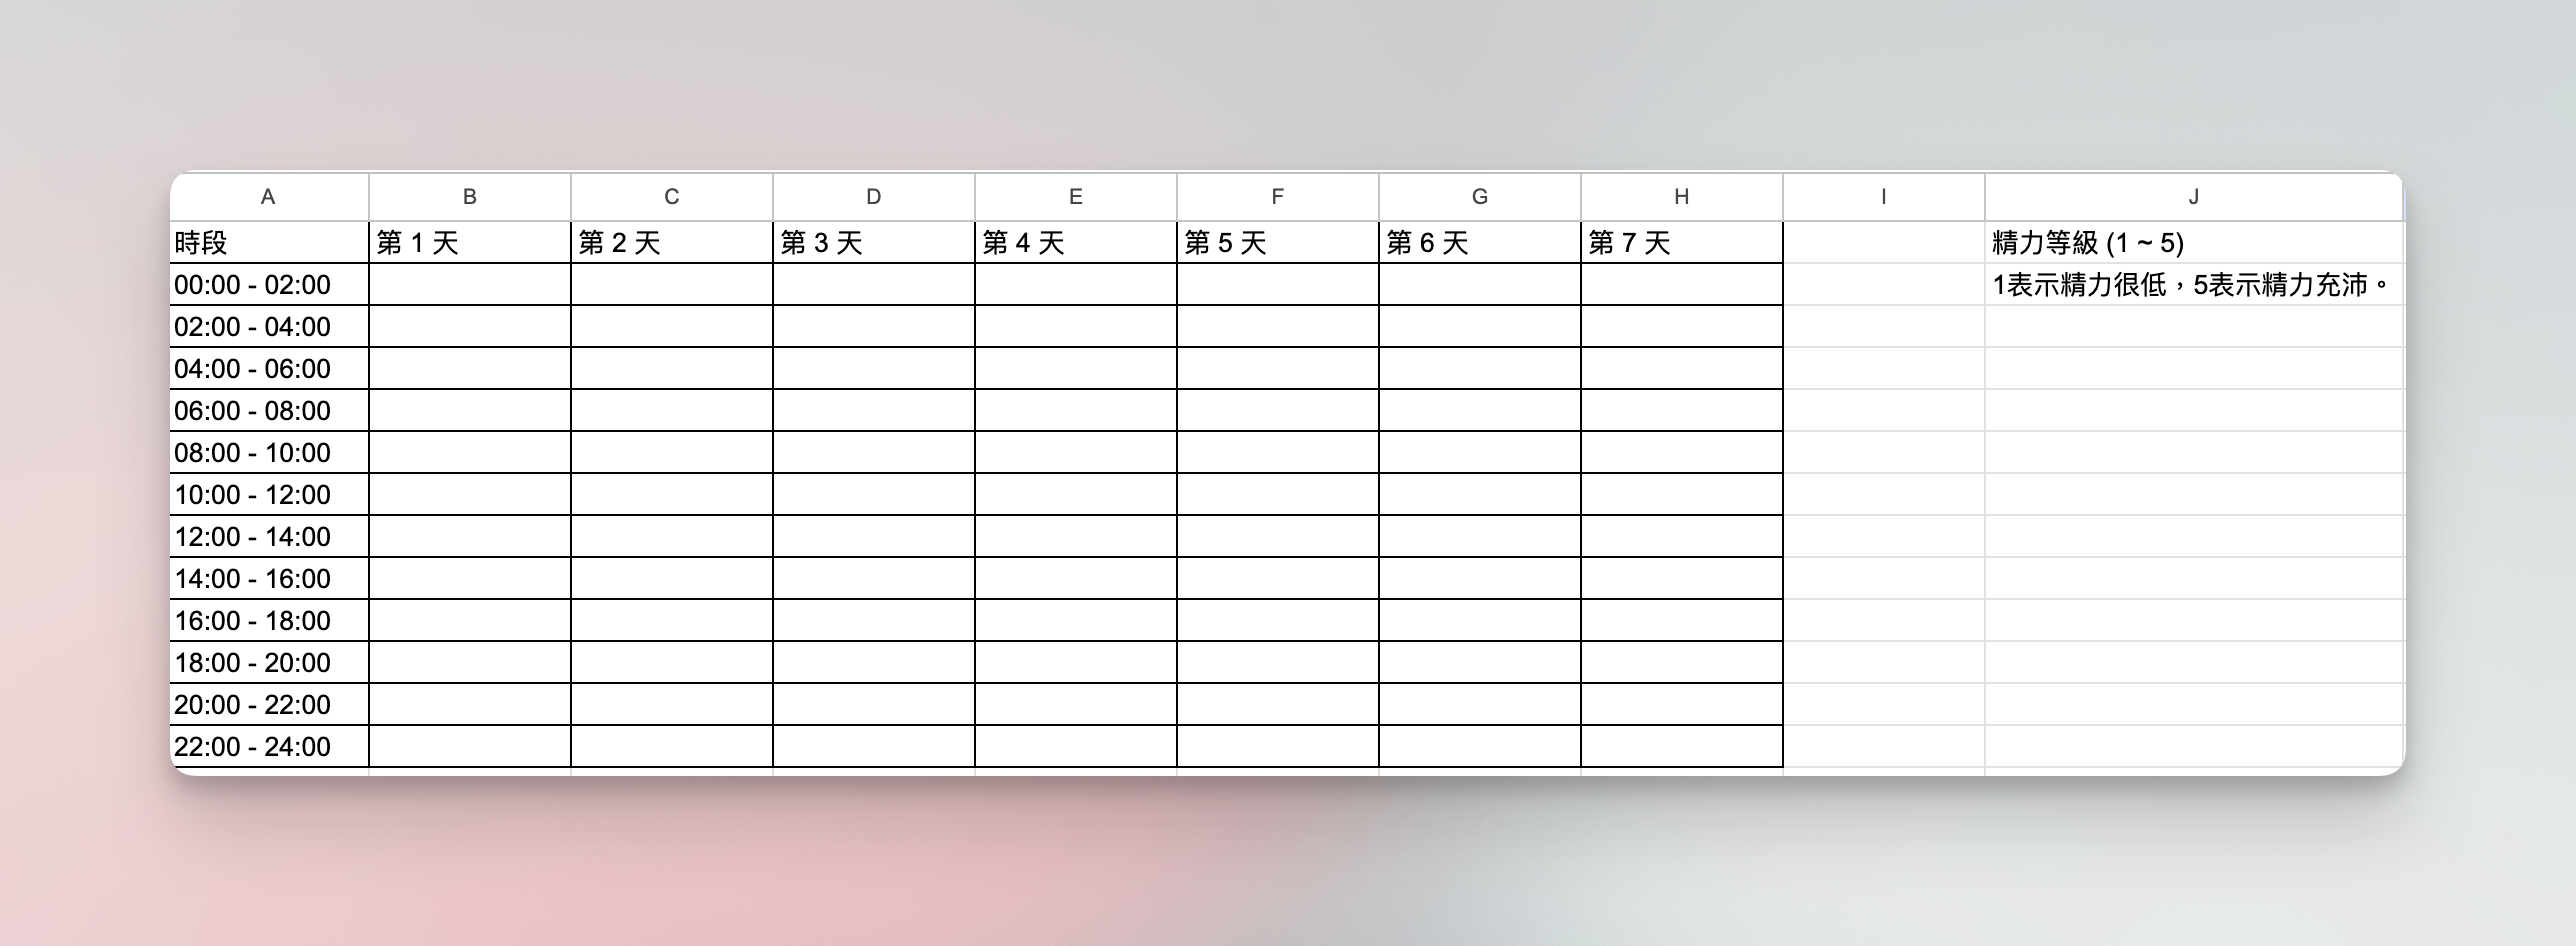 A B C D E F G H I J
時段 第 1 天 第 2 天 第 3 天 第 4 天 第 5 天 第 6 天 第 7 天 精力等級 (1 ~ 5)
00:00 - 02:00 1表示精力很低，5表示精力充沛。
02:00 - 04:00
04:00 - 06:00
06:00 - 08:00
08:00 - 10:00
10:00 - 12:00
12:00 - 14:00
14:00 - 16:00
16:00 - 18:00
18:00 - 20:00
20:00 - 22:00
22:00 - 24:00